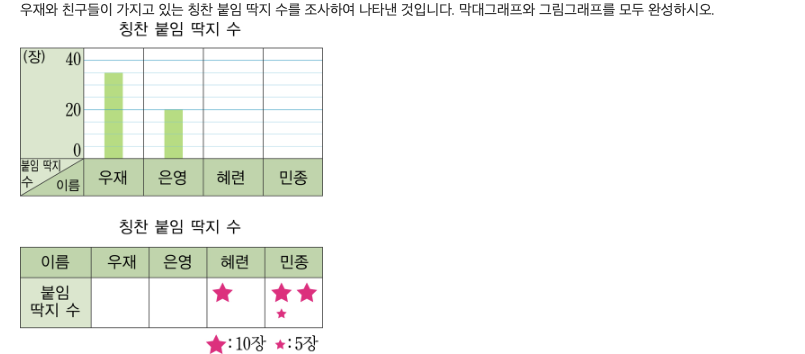 우재와 친구들이 가지고 있는 칭찬 붙임 딱지 수를 조사하여 나타낸 것입니다. 막대그래프와 그림그래프를 모두 완성하시오.
칭찬 붙임 딱지 수
(장) 40
20
0
붙임 딱지
수 이름 우재 은영 혜련 민종
칭찬 붙임 딱지 수
이름 우재 은영 혜련 민종
붙임
딱지 수
★: 10장 ★: 5장